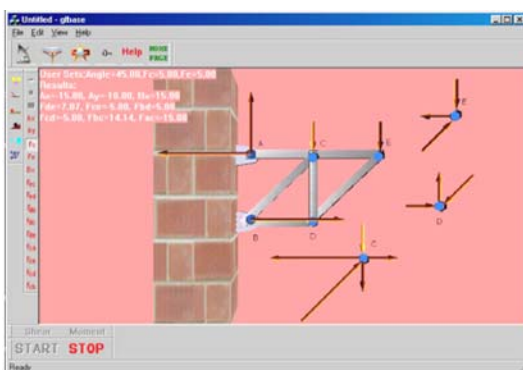 Untitled - glbase
File Edit View Help
Help HOME PAGE
User Sets:Angle=45.00,Fc=5.00,Fe=5.00
Results:
Ax=-15.00, Ay=10.00, Bx=15.00
Fde=7.07, Fce=-5.00, Fbd=5.00
Fcd=-5.00, Fbc=14.14, Fac=-15.00
A C E
B D
E
D
C
Shear Moment
START STOP
Ready